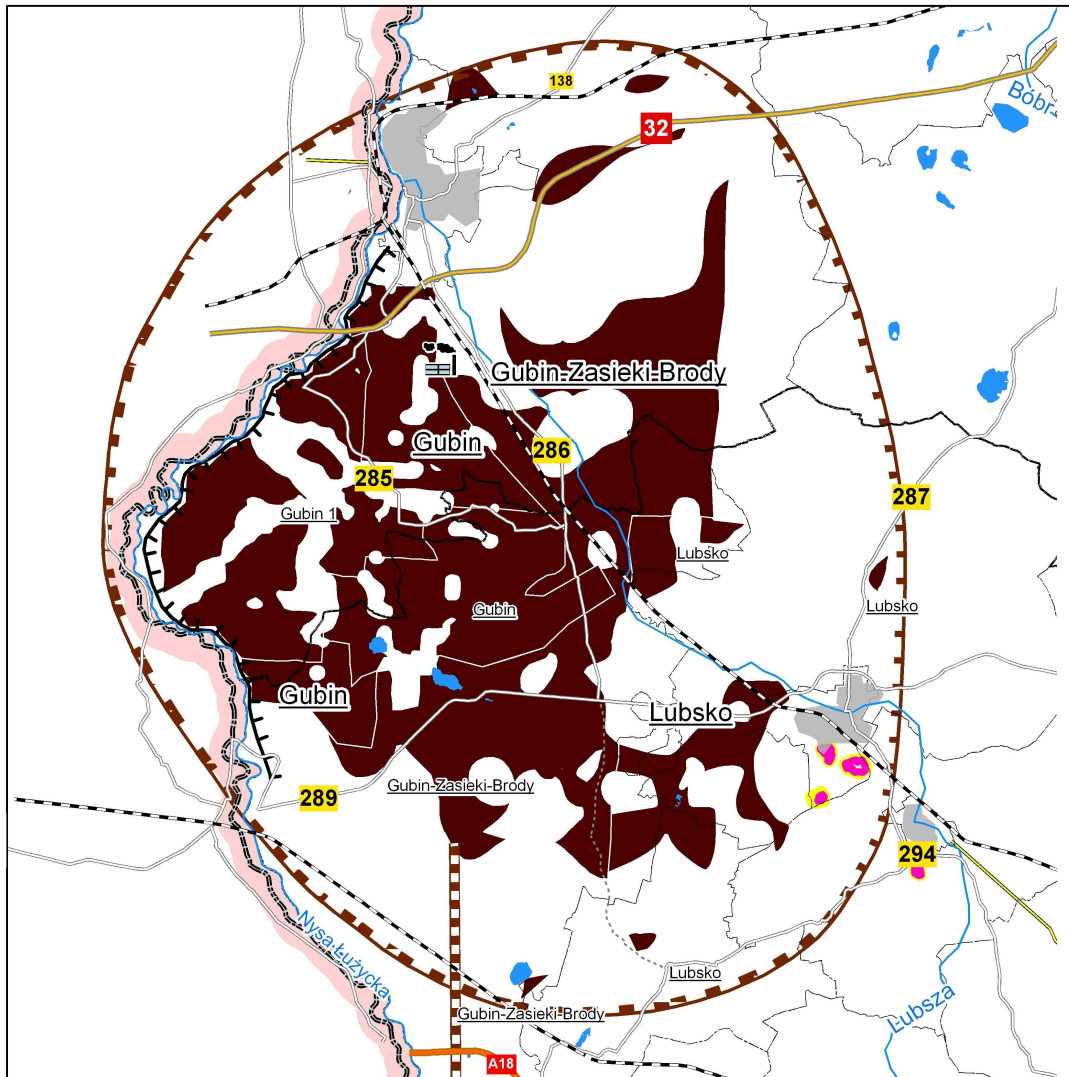 138
Bóbr
32
Gubin-Zasieki-Brody
Gubin
286
285
287
Gubin 1
Lubsko
Gubin
Lubsko
Gubin
Lubsko
Gubin-Zasieki-Brody
289
294
Nysa Łużycka
Lubsko
Lubsza
Gubin-Zasieki-Brody
A18